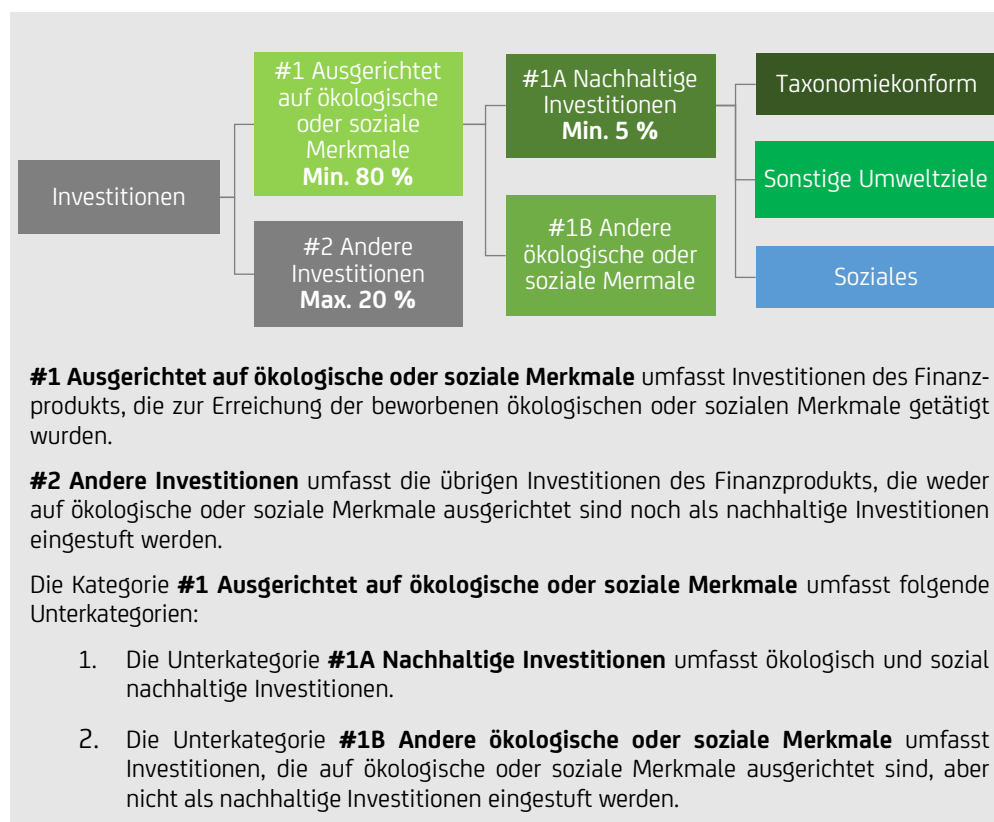 #1 Ausgerichtet
auf ökologische
oder soziale
Merkmale
Min. 80 %
#1A Nachhaltige
Investitionen
Min. 5 %
Taxonomiekonform
Sonstige Umweltziele
Investitionen
#2 Andere
Investitionen
Max. 20 %
#1B Andere
ökologische oder
soziale Mermale
Soziales
#1 Ausgerichtet auf ökologische oder soziale Merkmale umfasst Investitionen des Finanz-
produkts, die zur Erreichung der beworbenen ökologischen oder sozialen Merkmale getätigt
wurden.
#2 Andere Investitionen umfasst die übrigen Investitionen des Finanzprodukts, die weder
auf ökologische oder soziale Merkmale ausgerichtet sind noch als nachhaltige Investitionen
eingestuft werden.
Die Kategorie #1 Ausgerichtet auf ökologische oder soziale Merkmale umfasst folgende
Unterkategorien:
1. Die Unterkategorie #1A Nachhaltige Investitionen umfasst ökologisch und sozial
nachhaltige Investitionen.
2. Die Unterkategorie #1B Andere ökologische oder soziale Merkmale umfasst
Investitionen, die auf ökologische oder soziale Merkmale ausgerichtet sind, aber
nicht als nachhaltige Investitionen eingestuft werden.